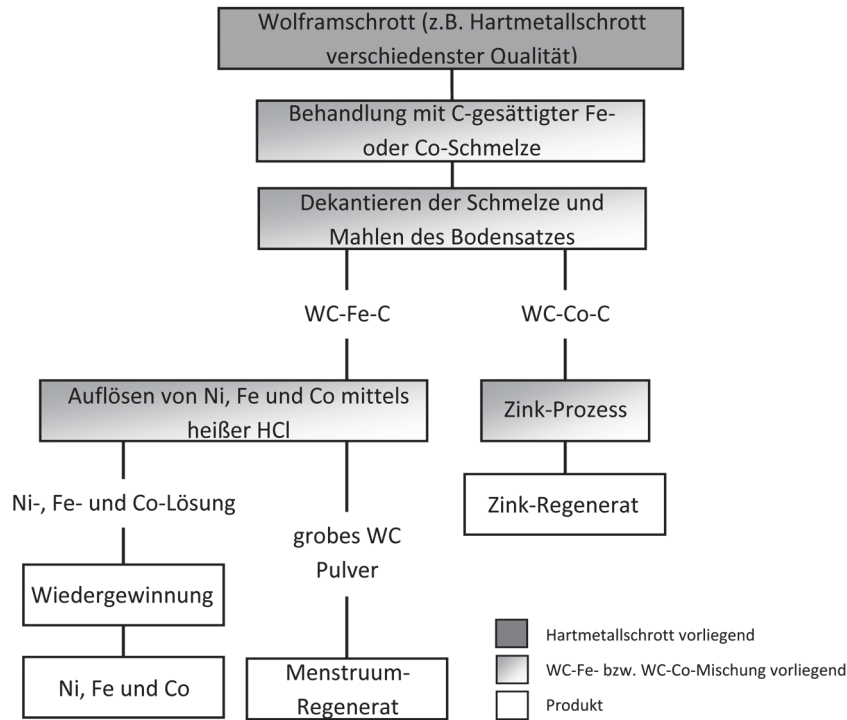 Wolframschrott (z.B. Hartmetallschrott
verschiedenster Qualität)
Behandlung mit C-gesättigter Fe-
oder Co-Schmelze
Dekantieren der Schmelze und
Mahlen des Bodensatzes
WC-Fe-C
WC-Co-C
Auflösen von Ni, Fe und Co mittels
heißer HCl
Zink-Prozess
Ni-, Fe- und Co-Lösung
Zink-Regenerat
grobes WC
Pulver
Wiedergewinnung
Ni, Fe und Co
Menstruum-
Regenerat
Hartmetallschrott vorliegend
WC-Fe- bzw. WC-Co-Mischung vorliegend
Produkt